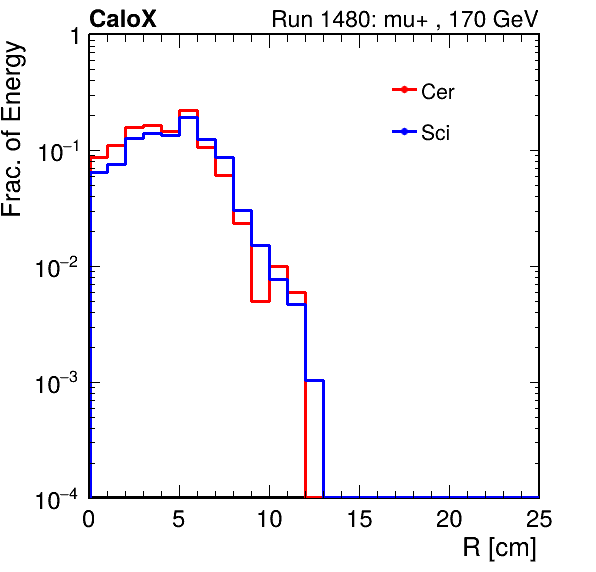 CaloX Run 1480: mu+ , 170 GeV
Frac. of Energy
1
10⁻¹
10⁻²
10⁻³
10⁻⁴
Cer
Sci
0 5 10 15 20 25
R [cm]